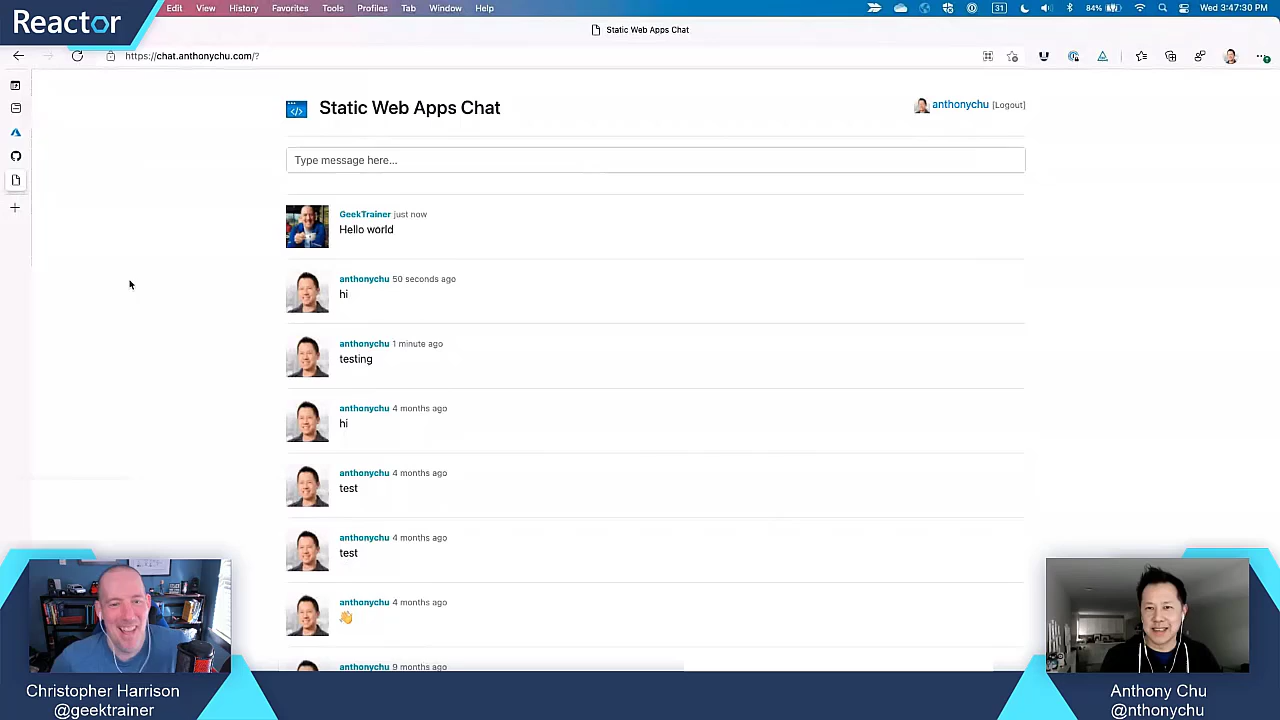 Reactor
Edit View History Favorites Tools Profiles Tab Window Help
31 84% Wed 3:47:30 PM
Static Web Apps Chat
https://chat.anthonychu.com/?
Static Web Apps Chat
anthonychu [Logout]
Type message here...
GeekTrainer just now
Hello world
anthonychu 50 seconds ago
hi
anthonychu 1 minute ago
testing
anthonychu 4 months ago
hi
anthonychu 4 months ago
test
anthonychu 4 months ago
test
anthonychu 4 months ago
👋
anthonychu 9 months ago
Christopher Harrison
@geektrainer
Anthony Chu
@nthonychu